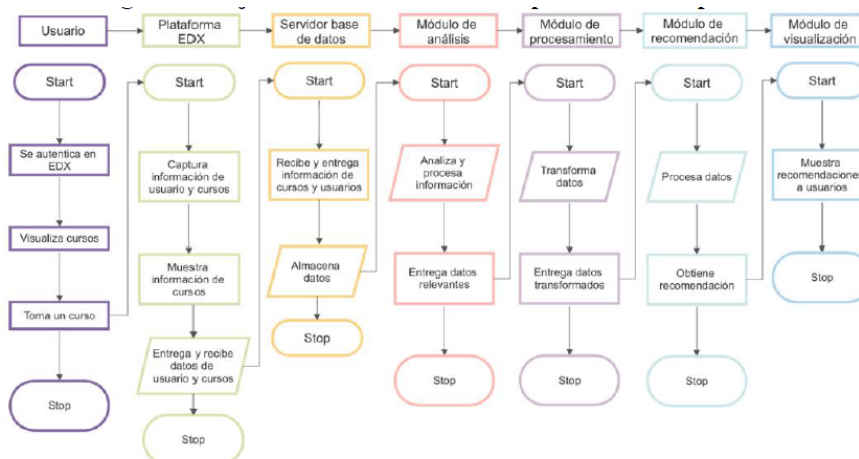 Usuario
Plataforma
EDX
Servidor base
de datos
Módulo de
análisis
Módulo de
procesamiento
Módulo de
recomendación
Módulo de
visualización
Start
Se autentica en
EDX
Visualiza cursos
Toma un curso
Stop
Start
Captura
información de
usuario y cursos
Muestra
información de
cursos
Entrega y recibe
datos de
usuario y cursos
Stop
Start
Recibe y entrega
información de
cursos y usuarios
Almacena
datos
Stop
Start
Analiza y
procesa
información
Entrega datos
relevantes
Stop
Start
Transforma
datos
Entrega datos
transformados
Stop
Start
Procesa datos
Obtiene
recomendación
Stop
Start
Muestra
recomendaciones
a usuarios
Stop